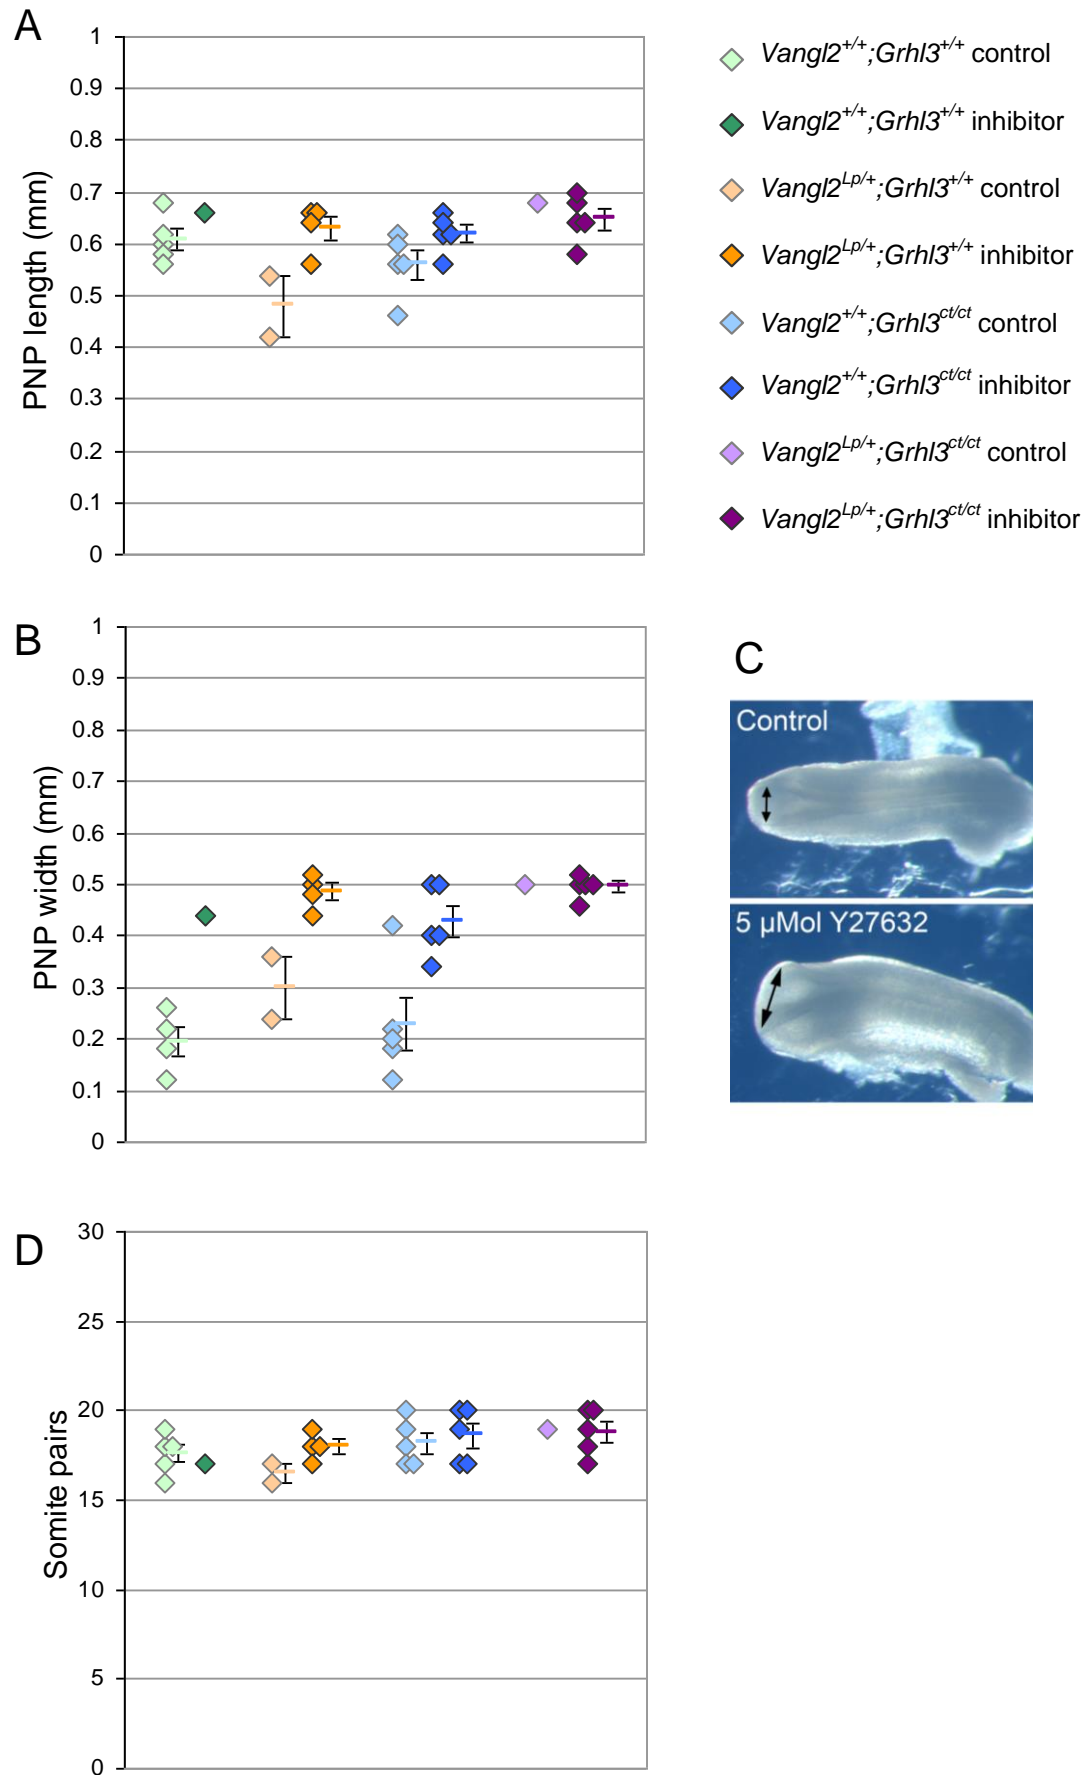 A
1
0.9
0.8
0.7
0.6
0.5
0.4
0.3
0.2
0.1
0
PNP length (mm)
Vangl2+/+;Grhl3+/+ control
Vangl2+/+;Grhl3+/+ inhibitor
Vangl2Lp/+;Grhl3+/+ control
Vangl2Lp/+;Grhl3+/+ inhibitor
Vangl2+/+;Grhl3ct/ct control
Vangl2+/+;Grhl3ct/ct inhibitor
Vangl2Lp/+;Grhl3ct/ct control
Vangl2Lp/+;Grhl3ct/ct inhibitor
B
1
0.9
0.8
0.7
0.6
0.5
0.4
0.3
0.2
0.1
0
PNP width (mm)
C
Control
5 µMol Y27632
D
30
25
20
15
10
5
0
Somite pairs